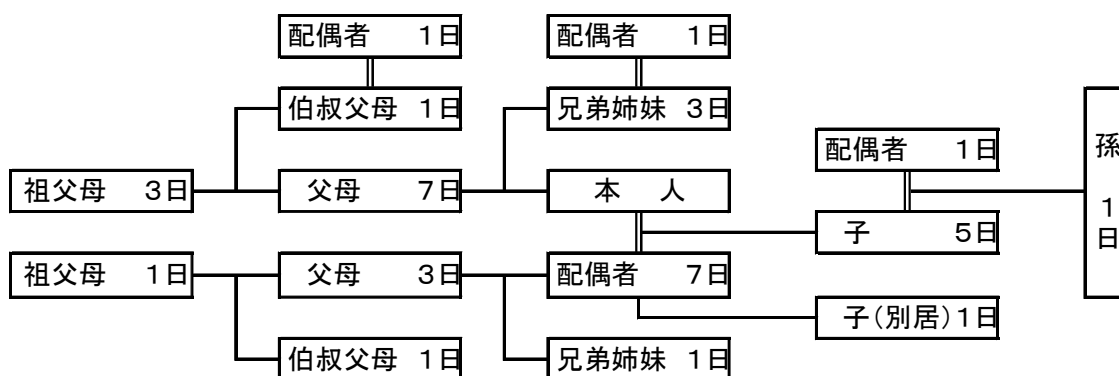 配偶者 1日
配偶者 1日
伯叔父母 1日
兄弟姉妹 3日
配偶者 1日
孫 1日
祖父母 3日
父母 7日
本 人
子 5日
祖父母 1日
父母 3日
配偶者 7日
子(別居)1日
伯叔父母 1日
兄弟姉妹 1日